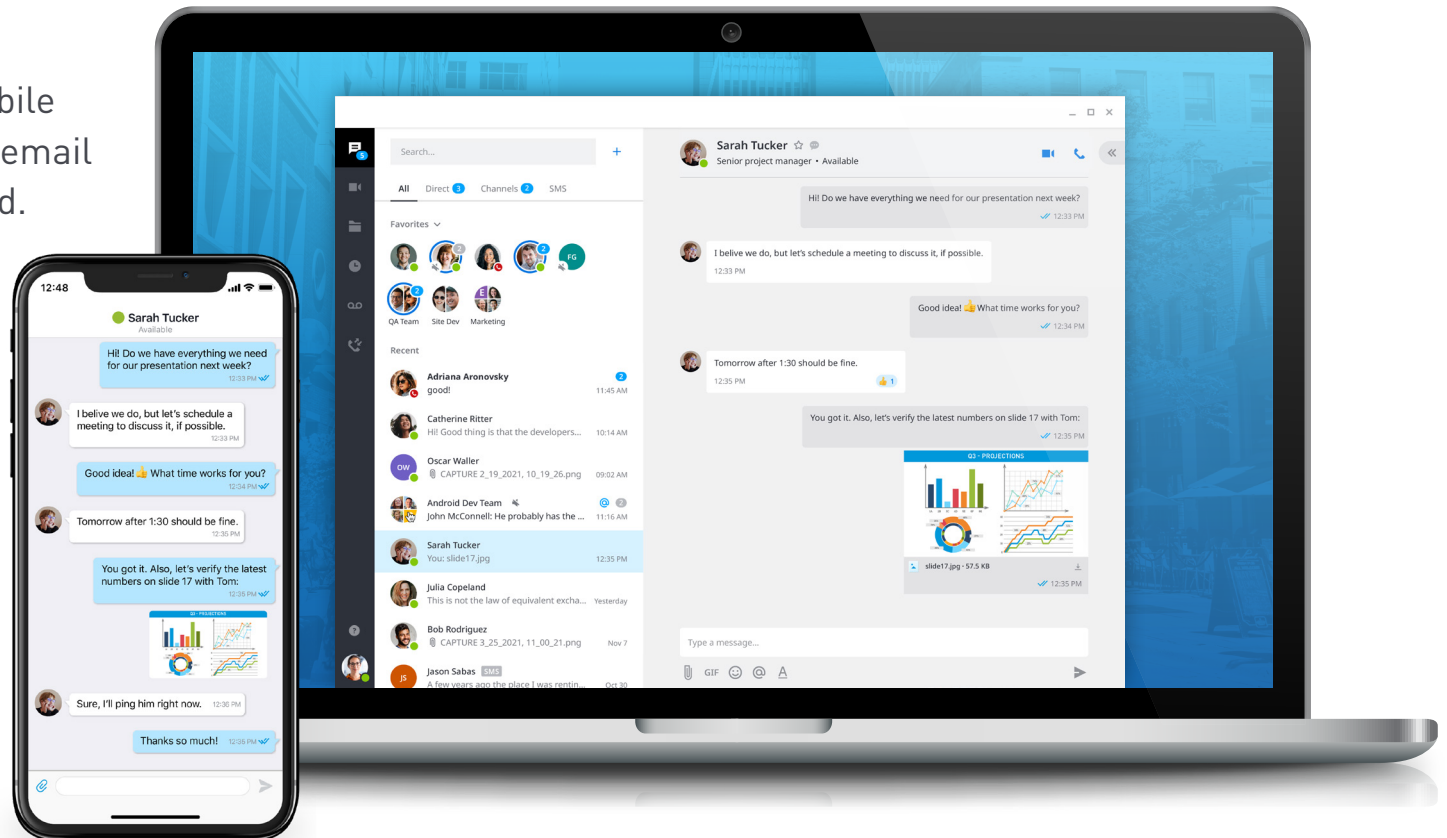 bile
email
d.
12:48
Sarah Tucker
Available
Hi! Do we have everything we need
for our presentation next week?
12:33 PM
I belive we do, but let's schedule a
meeting to discuss it, if possible.
12:33 PM
Good idea! 👍 What time works for you?
12:34 PM
Tomorrow after 1:30 should be fine.
12:35 PM
You got it. Also, let's verify the latest
numbers on slide 17 with Tom:
12:35 PM
Q3 - PROJECTIONS
Sure, I'll ping him right now. 12:36 PM
Thanks so much! 12:36 PM
5
Search...
+
All Direct 3 Channels 2 SMS
Favorites
2
2
FG
2
E
QA Team Site Dev Marketing
Recent
Adriana Aronovsky 2
good! 11:45 AM
Catherine Ritter
Hi! Good thing is that the developers... 10:14 AM
OW
Oscar Waller
CAPTURE 2_19_2021, 10_19_26.png 09:02 AM
Android Dev Team @ 2
John McConnell: He probably has the ... 11:16 AM
Sarah Tucker
You: slide17.jpg 12:35 PM
Julia Copeland
This is not the law of equivalent excha... Yesterday
Bob Rodriguez
CAPTURE 3_25_2021, 11_00_21.png Nov 7
JS
Jason Sabas SMS
A few years ago the place I was rentin... Oct 30
?
Sarah Tucker
Senior project manager • Available
Hi! Do we have everything we need for our presentation next week?
12:33 PM
I belive we do, but let's schedule a meeting to discuss it, if possible.
12:33 PM
Good idea! 👍 What time works for you?
12:34 PM
Tomorrow after 1:30 should be fine.
12:35 PM 👍 1
You got it. Also, let's verify the latest numbers on slide 17 with Tom:
12:35 PM
Q3 - PROJECTIONS
slide17.jpg - 57.5 KB
12:35 PM
Type a message...
GIF @ A